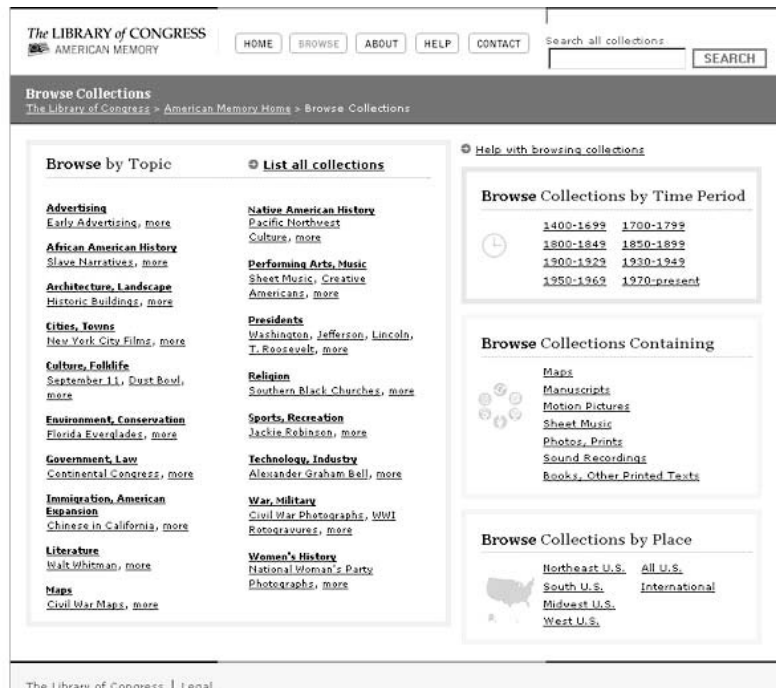 The LIBRARY of CONGRESS
AMERICAN MEMORY
HOME
BROWSE
ABOUT
HELP
CONTACT
Search all collections
SEARCH
Browse Collections
The Library of Congress > American Memory Home > Browse Collections
Browse by Topic
List all collections
Advertising
Early Advertising, more
African American History
Slave Narratives, more
Architecture, Landscape
Historic Buildings, more
Cities, Towns
New York City Films, more
Culture, Folklife
September 11, Dust Bowl,
more
Environment, Conservation
Florida Everglades, more
Government, Law
Continental Congress, more
Immigration, American
Expansion
Chinese in California, more
Literature
Walt Whitman, more
Maps
Civil War Maps, more
Native American History
Pacific Northwest
Culture, more
Performing Arts, Music
Sheet Music, Creative
Americans, more
Presidents
Washington, Jefferson, Lincoln,
T. Roosevelt, more
Religion
Southern Black Churches, more
Sports, Recreation
Jackie Robinson, more
Technology, Industry
Alexander Graham Bell, more
War, Military
Civil War Photographs, WWI
Rotogravures, more
Women's History
National Woman's Party
Photographs, more
Help with browsing collections
Browse Collections by Time Period
1400-1699 1700-1799
1800-1849 1850-1899
1900-1929 1930-1949
1950-1969 1970-present
Browse Collections Containing
Maps
Manuscripts
Motion Pictures
Sheet Music
Photos, Prints
Sound Recordings
Books, Other Printed Texts
Browse Collections by Place
Northeast U.S. All U.S.
South U.S. International
Midwest U.S.
West U.S.
The Library of Congress | Legal